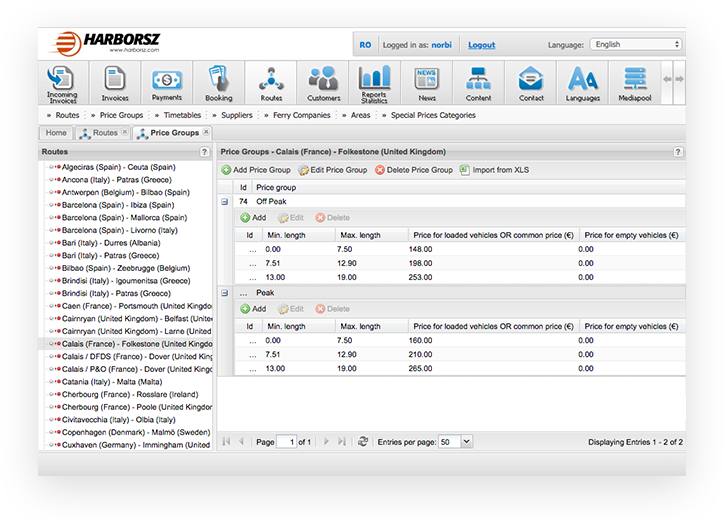 HARBORSZ
www.harborsz.com
RO Logged in as: norbi Logout Language: English
Incoming Invoices Invoices Payments Booking Routes Customers Reports Statistics NEWS News Content Contact Languages Mediapool
» Routes » Price Groups » Timetables » Suppliers » Ferry Companies » Areas » Special Prices Categories
Home Routes Price Groups
Routes ?
Algeciras (Spain) - Ceuta (Spain)
Ancona (Italy) - Patras (Greece)
Antwerpen (Belgium) - Bilbao (Spain)
Barcelona (Spain) - Ibiza (Spain)
Barcelona (Spain) - Mallorca (Spain)
Barcelona (Spain) - Livorno (Italy)
Bari (Italy) - Durres (Albania)
Bari (Italy) - Patras (Greece)
Bilbao (Spain) - Zeebrugge (Belgium)
Brindisi (Italy) - Igoumenitsa (Greece)
Brindisi (Italy) - Patras (Greece)
Caen (France) - Portsmouth (United Kingdo
Cairnryan (United Kingdom) - Belfast (Unite
Cairnryan (United Kingdom) - Larne (United
Calais (France) - Folkestone (United Kingdo
Calais / DFDS (France) - Dover (United Kin
Calais / P&O (France) - Dover (United King
Catania (Italy) - Malta (Malta)
Cherbourg (France) - Rosslare (Ireland)
Cherbourg (France) - Poole (United Kingdor
Civitavecchia (Italy) - Olbia (Italy)
Copenhagen (Denmark) - Malmö (Sweden)
Cuxhaven (Germany) - Immingham (United
Price Groups - Calais (France) - Folkestone (United Kingdom) ?
Add Price Group Edit Price Group Delete Price Group Import from XLS
Id Price group
74 Off Peak
Add Edit Delete
Id Min. length Max. length Price for loaded vehicles OR common price (€) Price for empty vehicles (€)
... 0.00 7.50 148.00 0.00
... 7.51 12.90 198.00 0.00
... 13.00 19.00 253.00 0.00
... Peak
Add Edit Delete
Id Min. length Max. length Price for loaded vehicles OR common price (€) Price for empty vehicles (€)
... 0.00 7.50 160.00 0.00
... 7.51 12.90 210.00 0.00
... 13.00 19.00 265.00 0.00
Page 1 of 1 Entries per page: 50 Displaying Entries 1 - 2 of 2